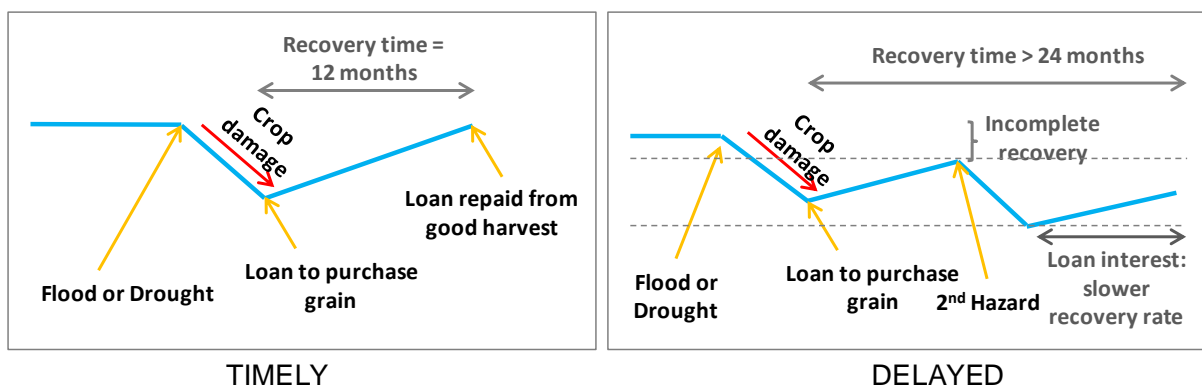 Recovery time =
12 months
Crop
damage
Loan repaid from
good harvest
Loan to purchase
grain
Flood or Drought
TIMELY
Recovery time > 24 months
Crop
damage
Incomplete
recovery
Flood or
Drought
Loan to purchase
grain
2nd Hazard
Loan interest:
slower
recovery rate
DELAYED